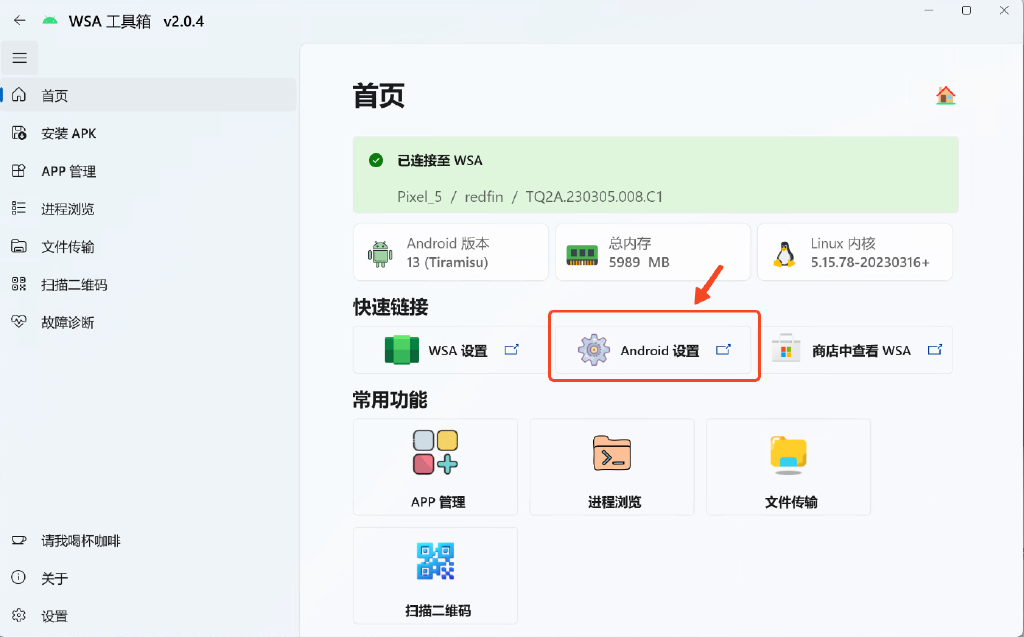 WSA 工具箱 v2.0.4
首页
安装 APK
APP 管理
进程浏览
文件传输
扫描二维码
故障诊断
请我喝杯咖啡
关于
设置
首页
已连接至 WSA
Pixel_5 / redfin / TQ2A.230305.008.C1
Android 版本
13 (Tiramisu)
总内存
5989 MB
Linux 内核
5.15.78-20230316+
快速链接
WSA 设置
Android 设置
商店中查看 WSA
常用功能
APP 管理
进程浏览
文件传输
扫描二维码